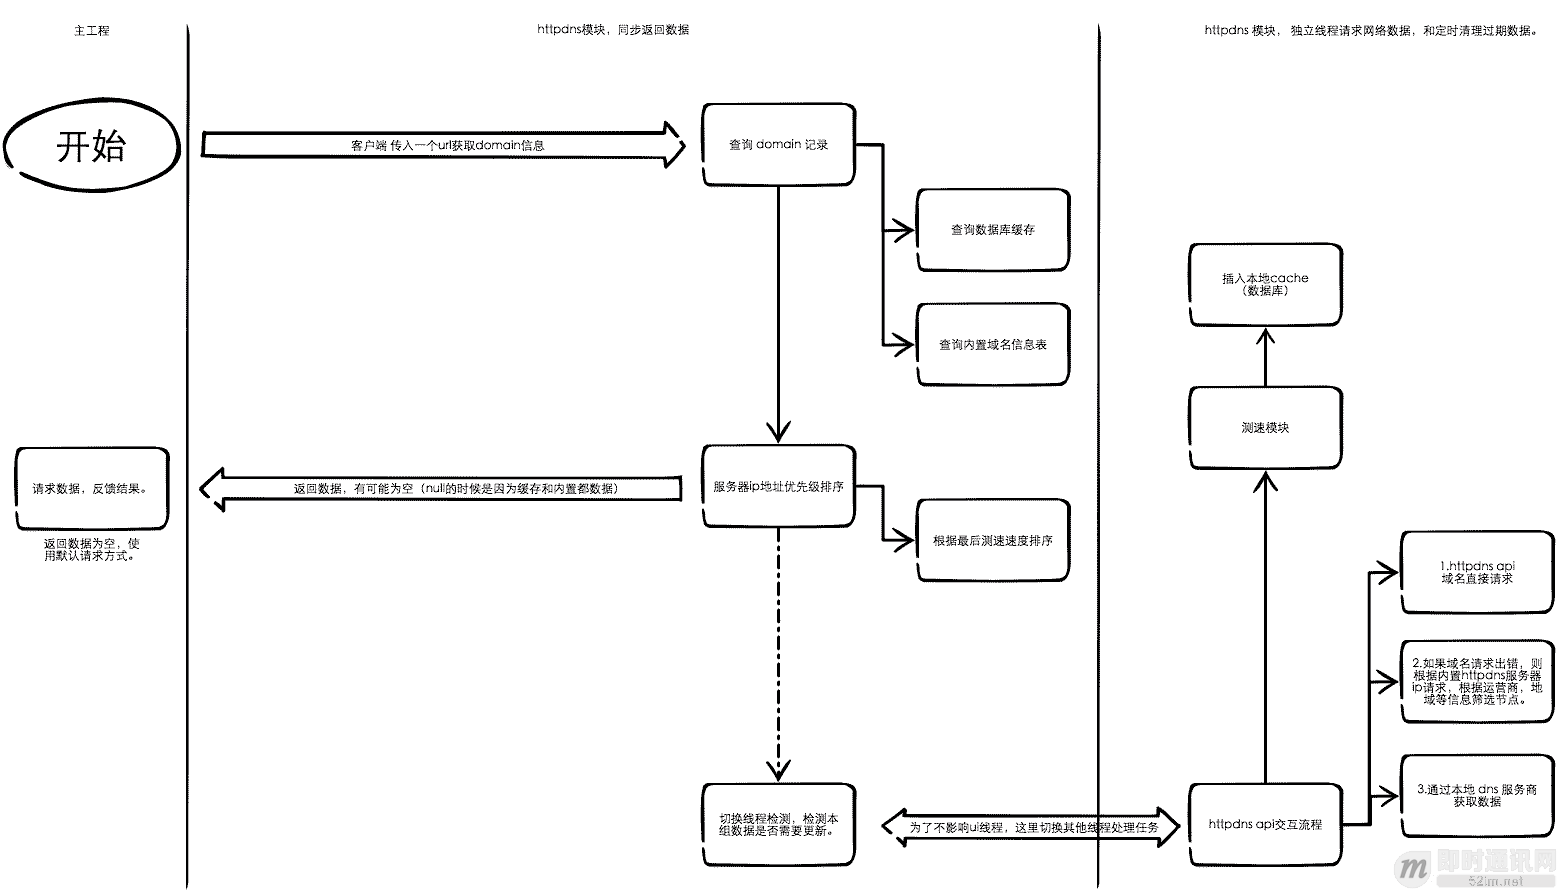 主工程
httpdns模块，同步返回数据
httpdns 模块， 独立线程请求网络数据，和定时清理过期数据。
开始
客户端 传入一个url获取domain信息
查询 domain 记录
查询数据库缓存
查询内置域名信息表
插入本地cache
（数据库）
测速模块
请求数据，反馈结果。
返回数据为空，使
用默认请求方式。
返回数据，有可能为空（null的时候是因为缓存和内置都数据）
服务器ip地址优先级排序
根据最后测速速度排序
1.httpdns api
域名直接请求
2.如果域名请求出错，则
根据内置httpdns服务器
ip请求，根据运营商，地
域等信息筛选节点。
3.通过本地 dns 服务商
获取数据
切换线程检测，检测本
组数据是否需要更新。
为了不影响ui线程，这里切换其他线程处理任务
httpdns api交互流程
m 即时通讯网
52im.net